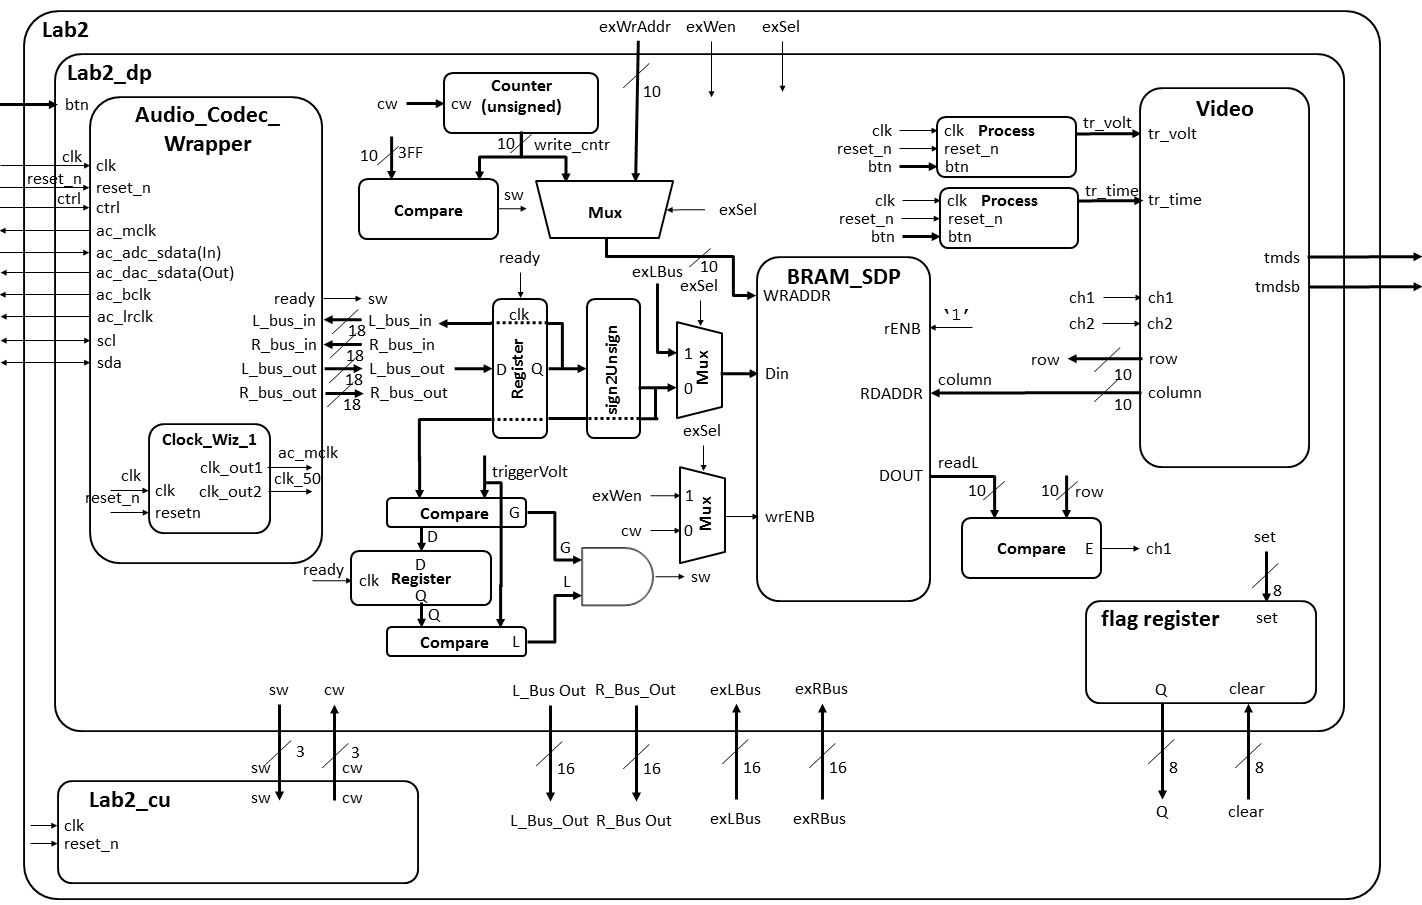 Lab2
exWrAddr
exWen
exSel
10
Lab2_dp
btn
Audio_Codec_
Wrapper
clk
clk
reset_n
reset_n
ctrl
ctrl
ac_mclk
ac_adc_sdata(In)
ac_dac_sdata(Out)
ac_bclk
ac_lrclk
scl
sda
ready
sw
L_bus_in
18
L_bus_in
R_bus_in
18
R_bus_in
L_bus_out
18
L_bus_out
R_bus_out
18
R_bus_out
Clock_Wiz_1
clk_out1
ac_mclk
clk_out2
clk_50
clk
clk
reset_n
resetn
cw
cw
Counter
(unsigned)
10
write_cntr
10
3FF
Compare
sw
Mux
exSel
10
ready
clk
D
Register
Q
sign2Unsign
exLBus
exSel
1
0
Mux
exSel
exWen
1
cw
0
Mux
triggerVolt
Compare
G
D
ready
clk
D
Register
Q
Q
Compare
L
G
L
sw
BRAM_SDP
WRADDR
rENB
‘1’
Din
RDADDR
column
DOUT
readL
wrENB
10
10
row
Compare
E
ch1
clk
clk
Process
reset_n
reset_n
btn
btn
tr_volt
clk
clk
Process
reset_n
reset_n
btn
btn
tr_time
Video
tr_volt
tr_time
tmds
tmdsb
ch1
ch1
ch2
ch2
row
row
10
column
10
set
8
flag register
set
Q
clear
8
8
Q
clear
sw
cw
3
3
sw
cw
sw
cw
Lab2_cu
clk
reset_n
L_Bus Out
R_Bus_Out
exLBus
exRBus
16
16
16
16
L_Bus_Out
R_Bus Out
exLBus
exRBus